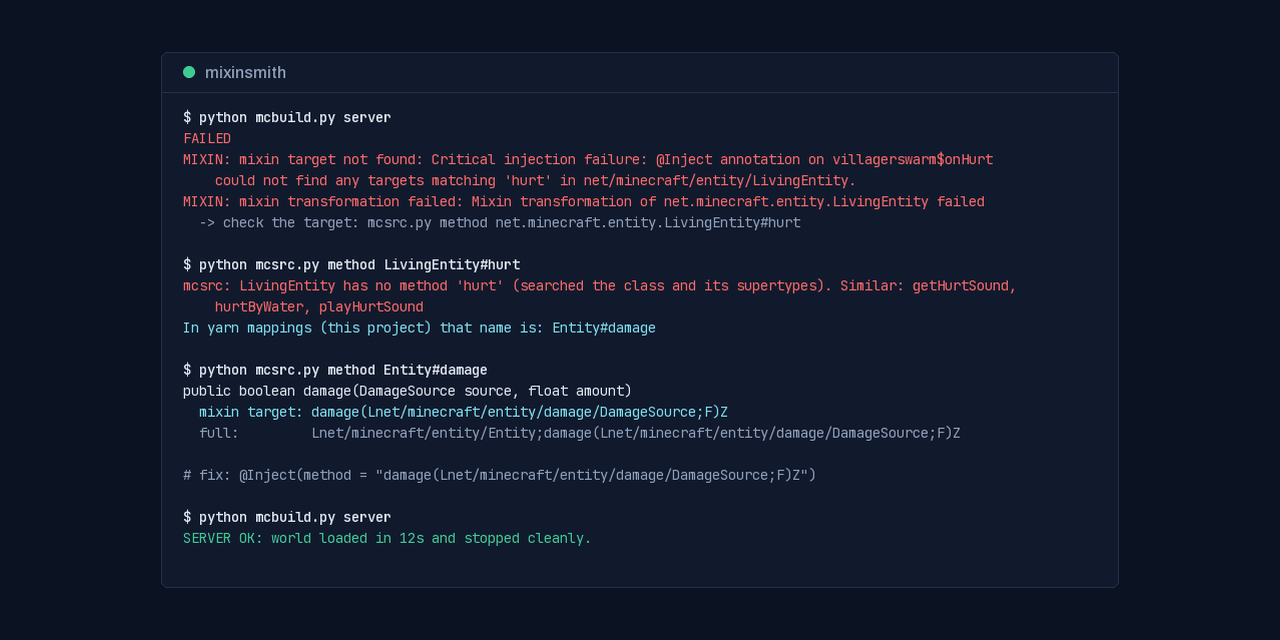 mixinsmith
$ python mcbuild.py server
FAILED
MIXIN: mixin target not found: Critical injection failure: @Inject annotation on villagerswarm$onHurt
could not find any targets matching 'hurt' in net/minecraft/entity/LivingEntity.
MIXIN: mixin transformation failed: Mixin transformation of net.minecraft.entity.LivingEntity failed
-> check the target: mcsrc.py method net.minecraft.entity.LivingEntity#hurt
$ python mcsrc.py method LivingEntity#hurt
mcsrc: LivingEntity has no method 'hurt' (searched the class and its supertypes). Similar: getHurtSound,
hurtByWater, playHurtSound
In yarn mappings (this project) that name is: Entity#damage
$ python mcsrc.py method Entity#damage
public boolean damage(DamageSource source, float amount)
mixin target: damage(Lnet/minecraft/entity/damage/DamageSource;F)Z
full: Lnet/minecraft/entity/Entity;damage(Lnet/minecraft/entity/damage/DamageSource;F)Z
# fix: @Inject(method = "damage(Lnet/minecraft/entity/damage/DamageSource;F)Z")
$ python mcbuild.py server
SERVER OK: world loaded in 12s and stopped cleanly.